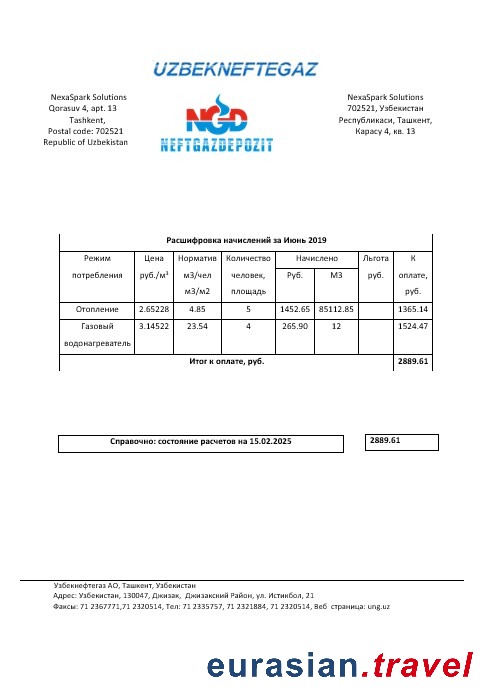 UZBEKNEFTEGAZ
NexaSpark Solutions
Qorasuv 4, apt. 13
Tashkent,
Postal code: 702521
Republic of Uzbekistan
NGD
NEFTGAZDEPOZIT
NexaSpark Solutions
702521, Узбекистан
Республикаси, Ташкент,
Карасу 4, кв. 13
Расшифровка начислений за Июнь 2019
Режим потребления Цена руб./м³ Норматив м3/чел м3/м2 Количество человек, площадь Начислено Руб. М3 Льгота руб. К оплате, руб.
Отопление 2.65228 4.85 5 1452.65 85112.85 1365.14
Газовый водонагреватель 3.14522 23.54 4 265.90 12 1524.47
Итог к оплате, руб. 2889.61
Справочно: состояние расчетов на 15.02.2025 2889.61
Узбекнефтегаз АО, Ташкент, Узбекистан
Адрес: Узбекистан, 130047, Джизак, Джизакский Район, ул. Истикбол, 21
Факсы: 71 2367771,71 2320514, Тел: 71 2335757, 71 2321884, 71 2320514, Веб страница: ung.uz
eurasian.travel